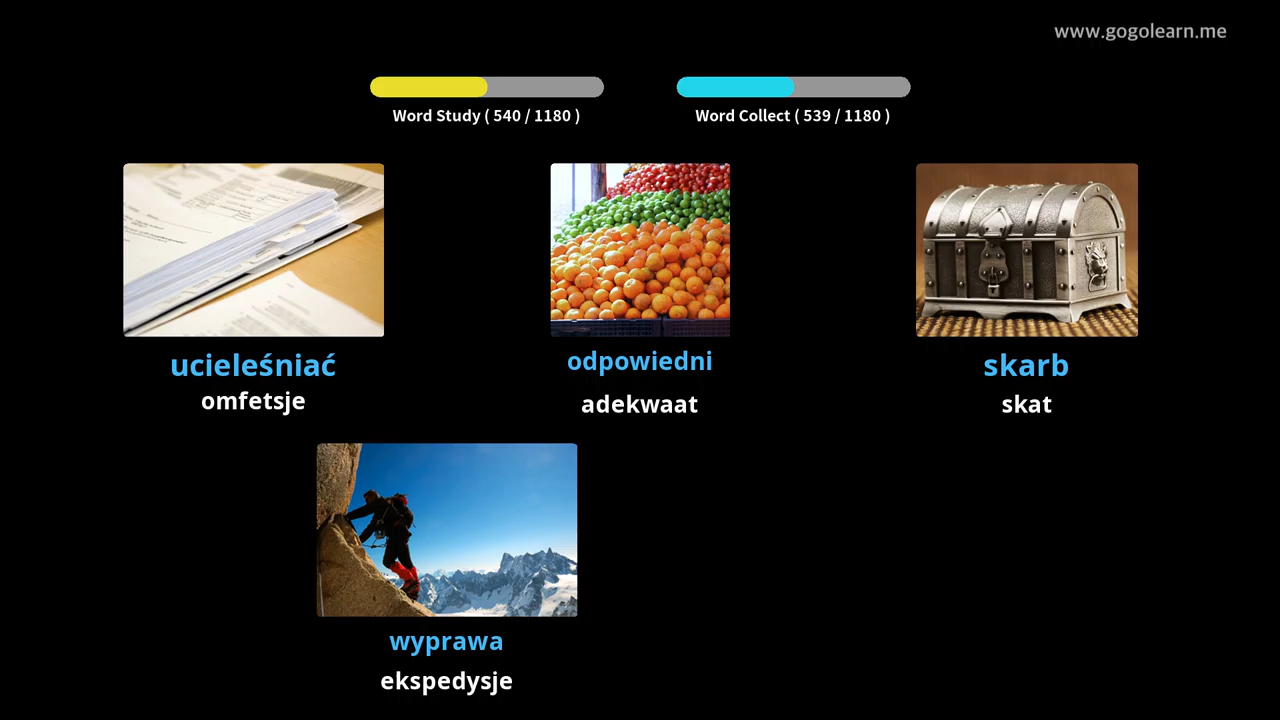 www.gogolearn.me
Word Study ( 540 / 1180 )
Word Collect ( 539 / 1180 )
ucieleśniać
omfetsje
odpowiedni
adekwaat
skarb
skat
wyprawa
ekspedysje